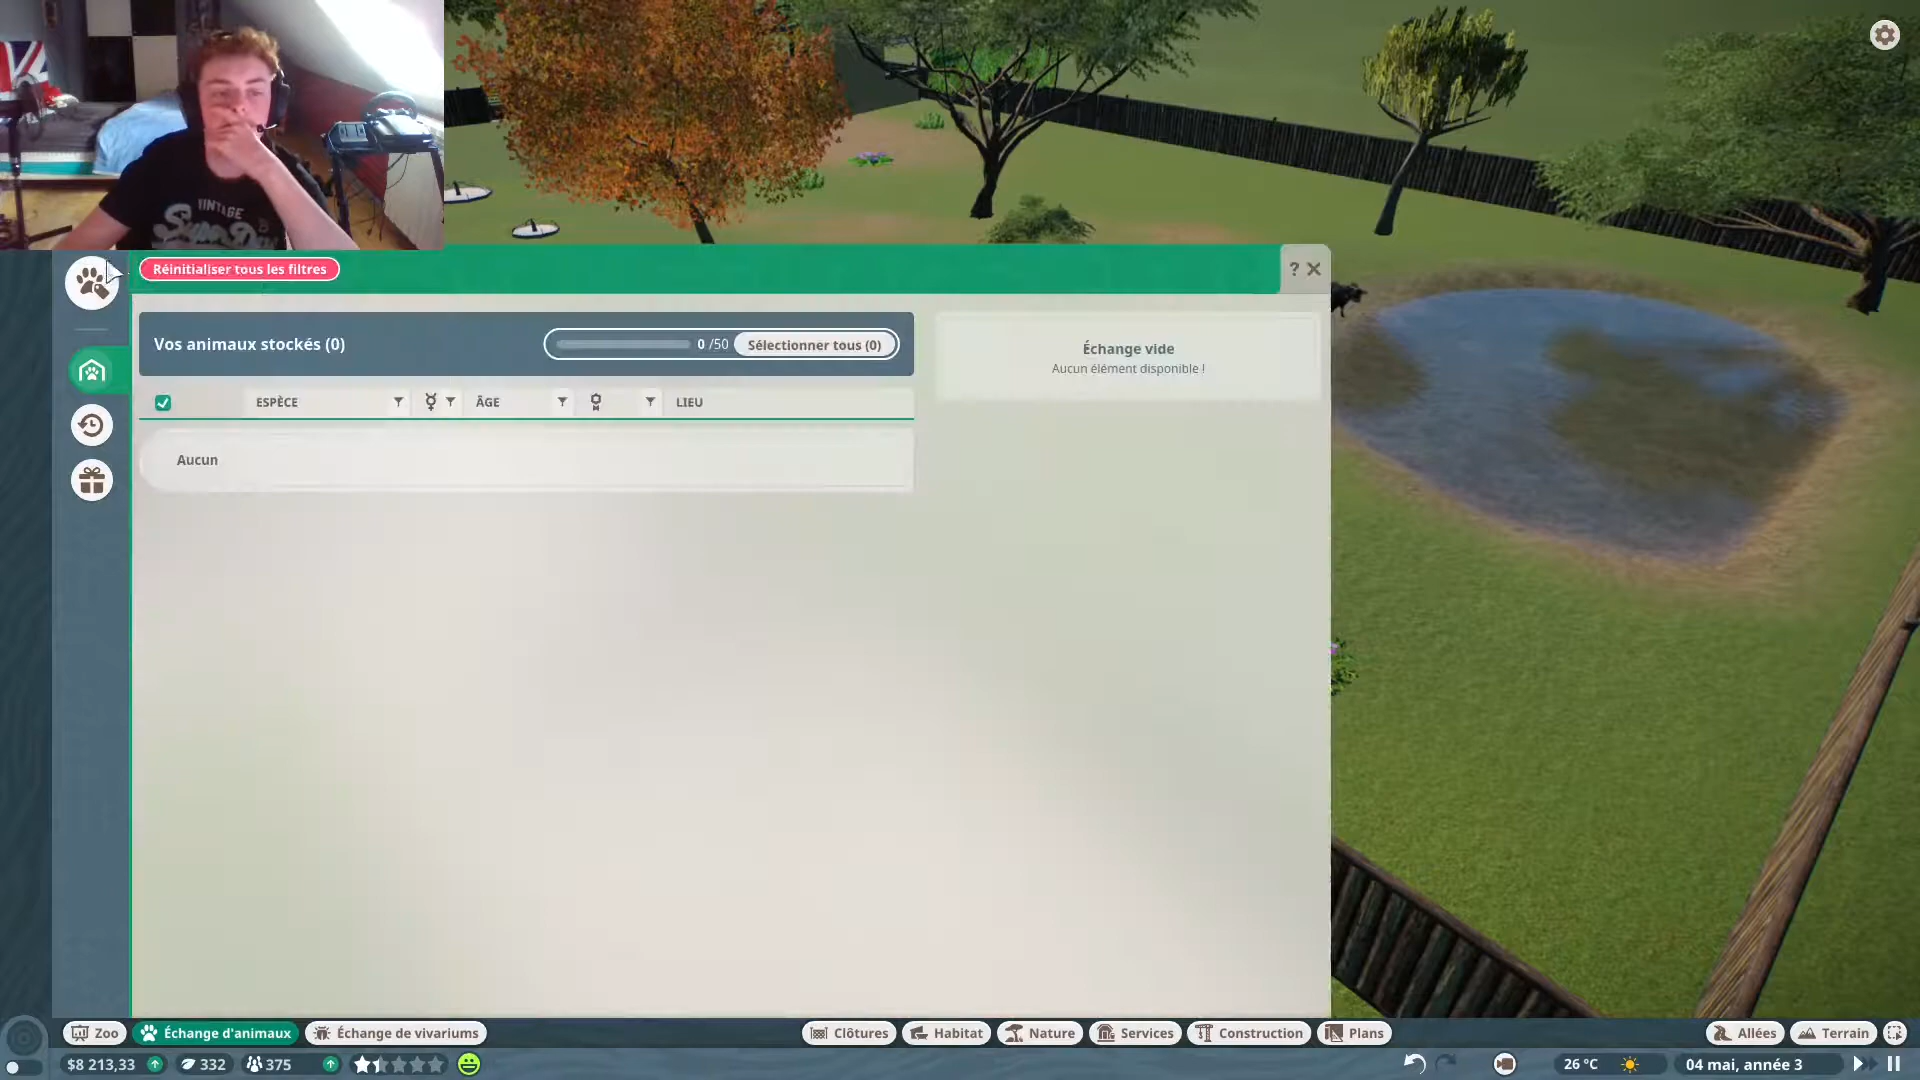 VINTAGE
Réinitialiser tous les filtres
?
Vos animaux stockés (0)
0 /50
Sélectionner tous (0)
Échange vide
Aucun élément disponible !
ESPÈCE
ÂGE
LIEU
Aucun
Zoo
Échange d'animaux
Échange de vivariums
Clôtures
Habitat
Nature
Services
Construction
Plans
Allées
Terrain
$8 213,33
332
375
26 °C
04 mai, année 3